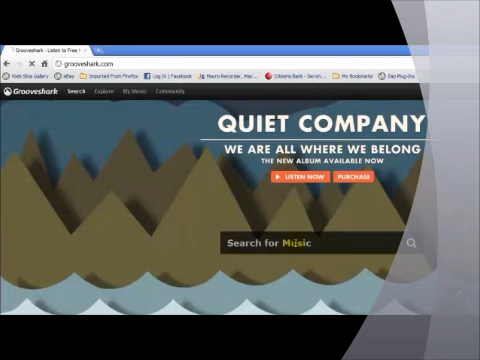 Grooveshark - Listen to Free
grooveshark.com
Web Slice Gallery eBay Imported From Firefox Log In | Facebook Macro Recorder, Mac... Citizens Bank - Servin... My Bookmarks Zap Plug-ins
Grooveshark Search Explore My Music Community
QUIET COMPANY
WE ARE ALL WHERE WE BELONG
THE NEW ALBUM AVAILABLE NOW
LISTEN NOW PURCHASE
Search for Music